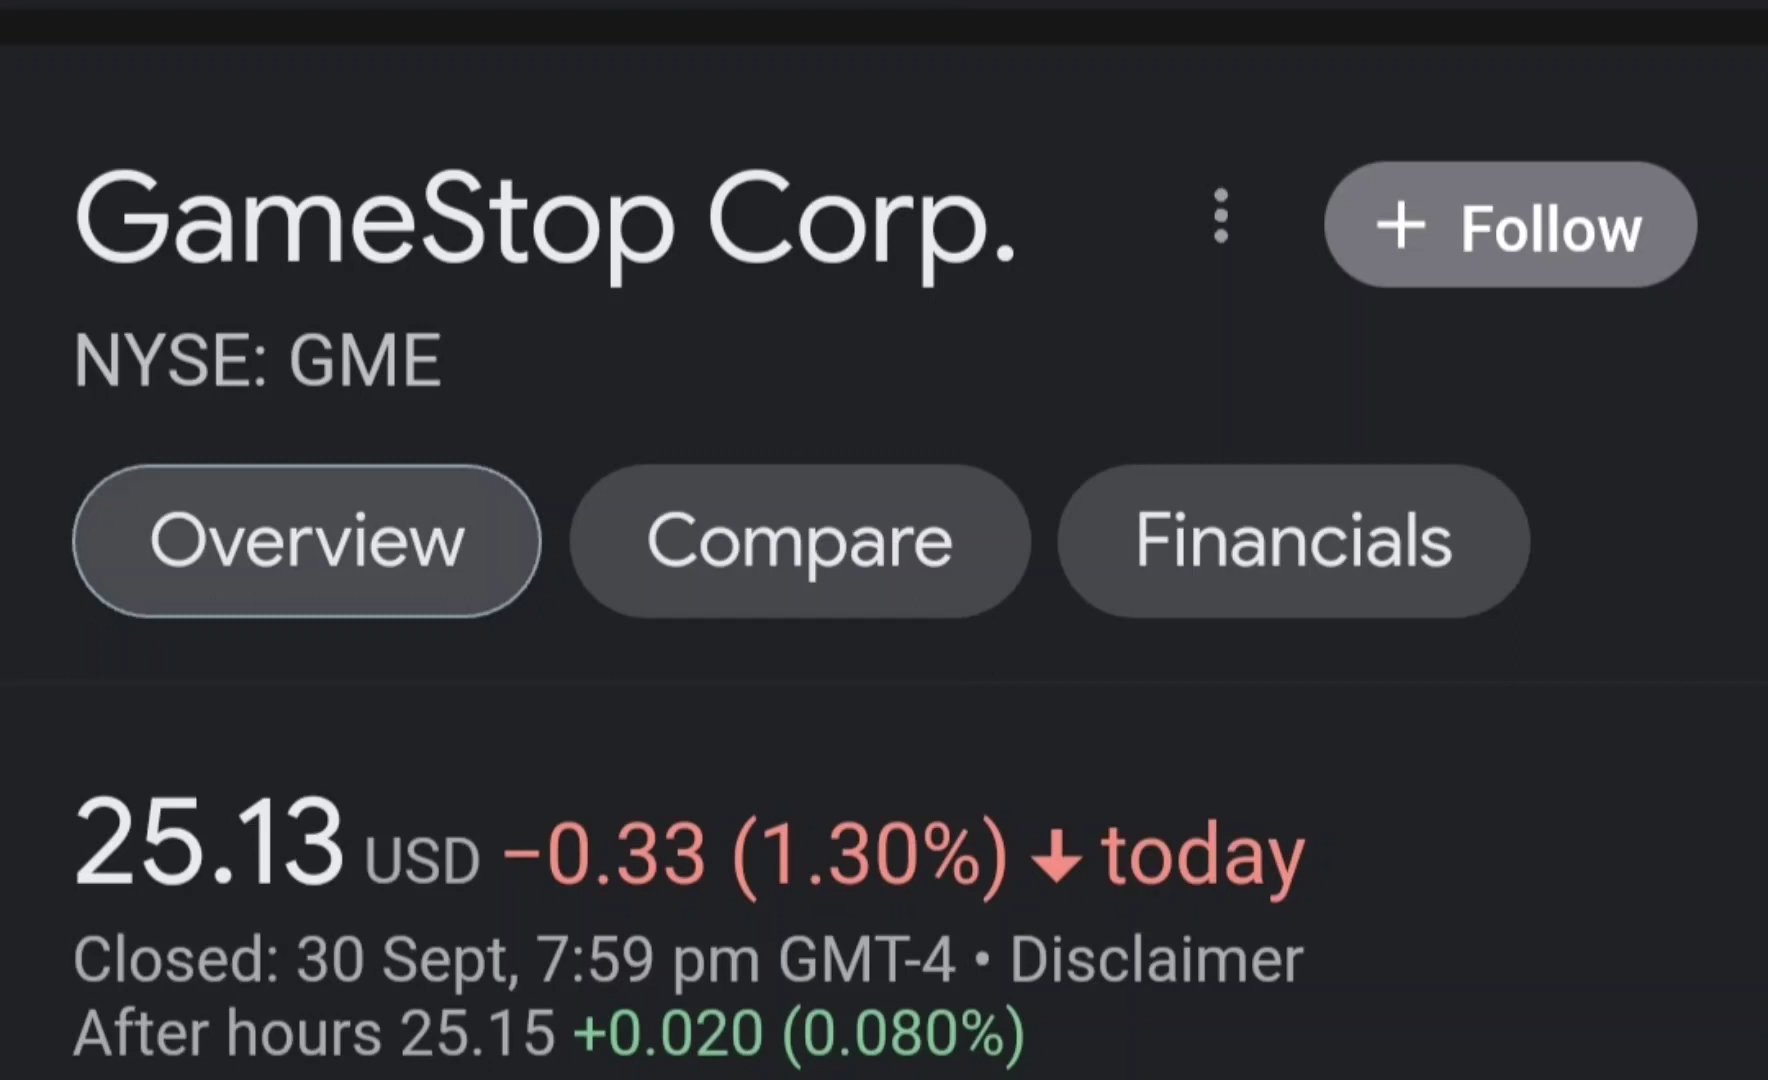 GameStop Corp.
+ Follow
NYSE: GME
Overview Compare Financials
25.13 USD −0.33 (1.30%) ↓ today
Closed: 30 Sept, 7:59 pm GMT-4 • Disclaimer
After hours 25.15 +0.020 (0.080%)